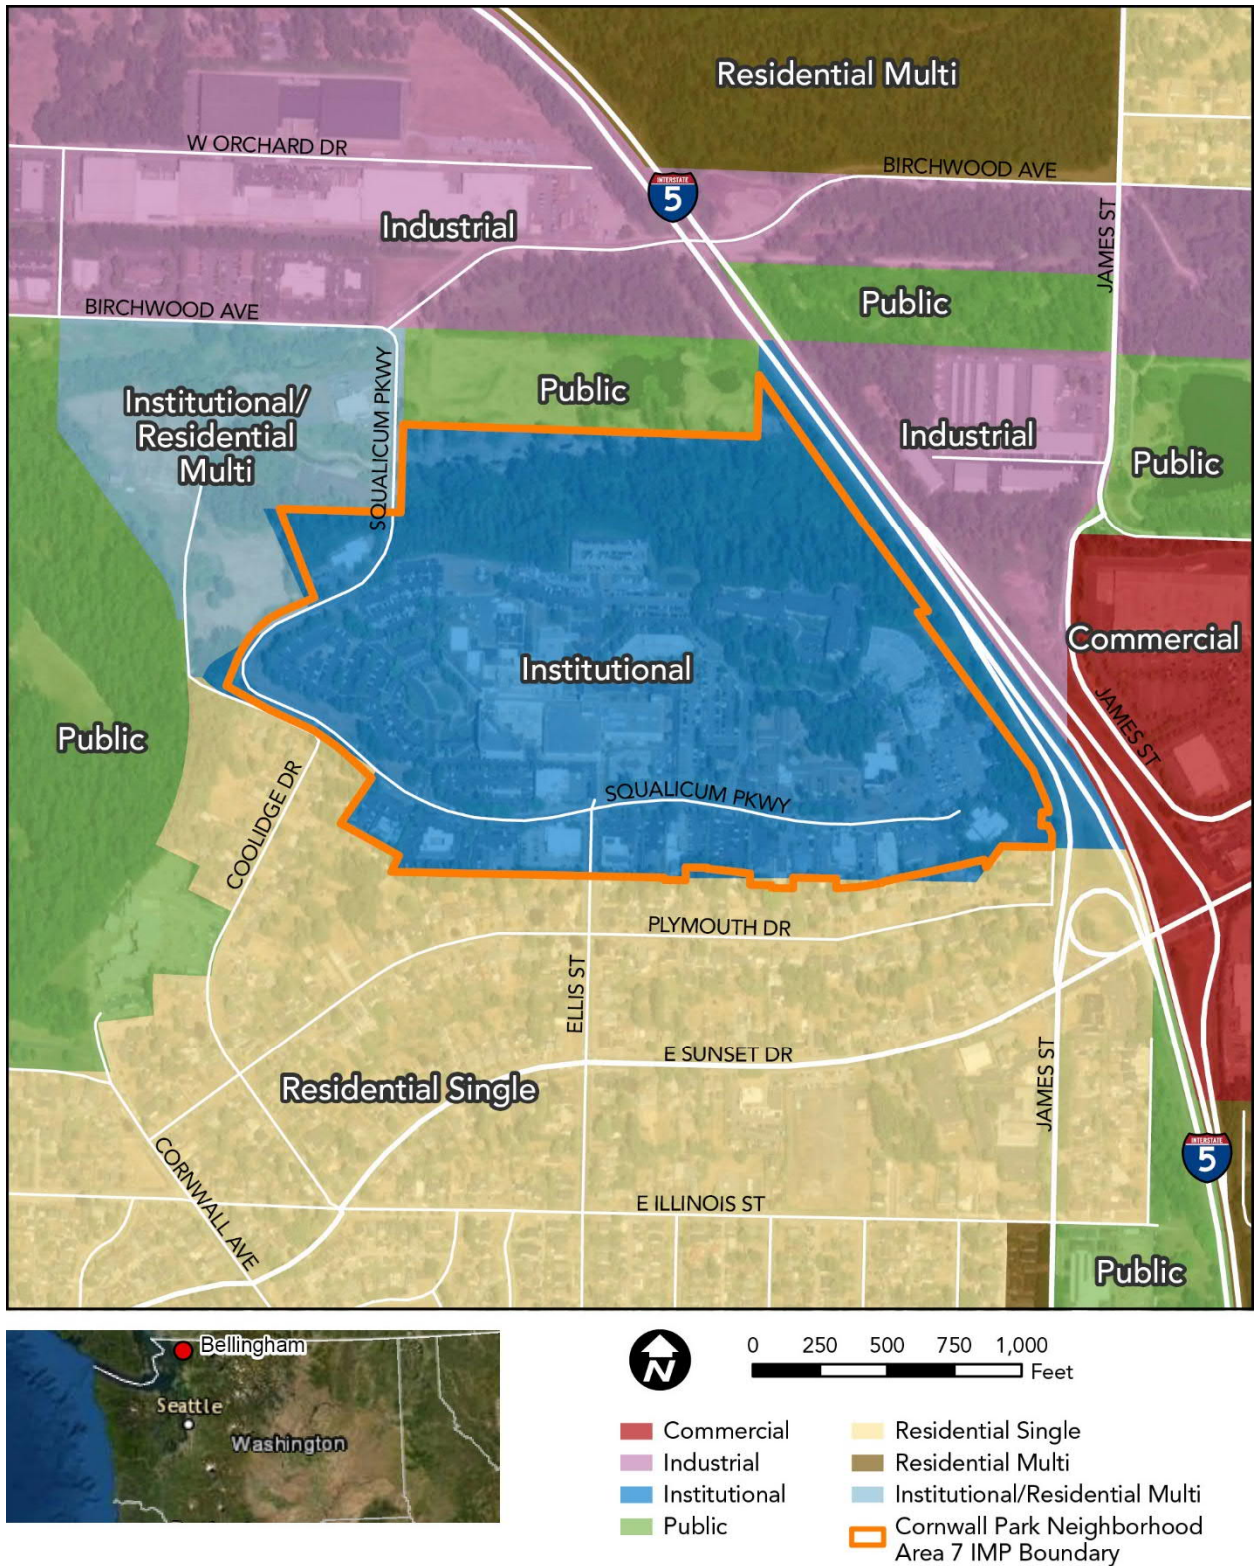 Residential Multi
W ORCHARD DR
BIRCHWOOD AVE
INTERSTATE
5
JAMES ST
Industrial
Public
BIRCHWOOD AVE
SQUALICUM PKWY
Institutional/
Residential
Multi
Public
Industrial
Public
Commercial
Institutional
JAMES ST
Public
COOLIDGE DR
SQUALICUM PKWY
PLYMOUTH DR
ELLIS ST
E SUNSET DR
JAMES ST
Residential Single
INTERSTATE
5
CORNWALL AVE
E ILLINOIS ST
Public
Bellingham
Seattle
Washington
N
0 250 500 750 1,000
Feet
Commercial
Industrial
Institutional
Public
Residential Single
Residential Multi
Institutional/Residential Multi
Cornwall Park Neighborhood
Area 7 IMP Boundary